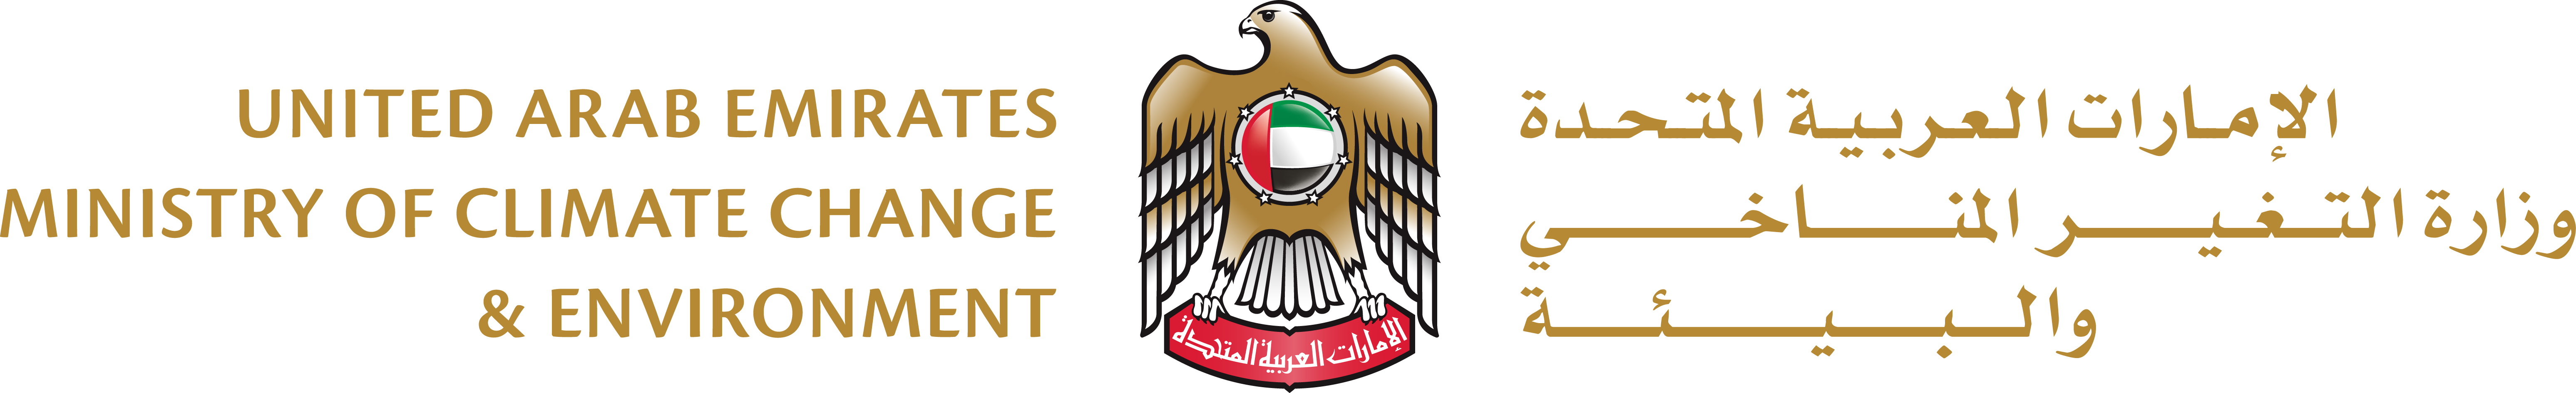 UNITED ARAB EMIRATES
MINISTRY OF CLIMATE CHANGE
& ENVIRONMENT
الإمارات العربية المتحدة
الإمارات العربية المتحدة
وزارة التغير المناخي
والبيئة